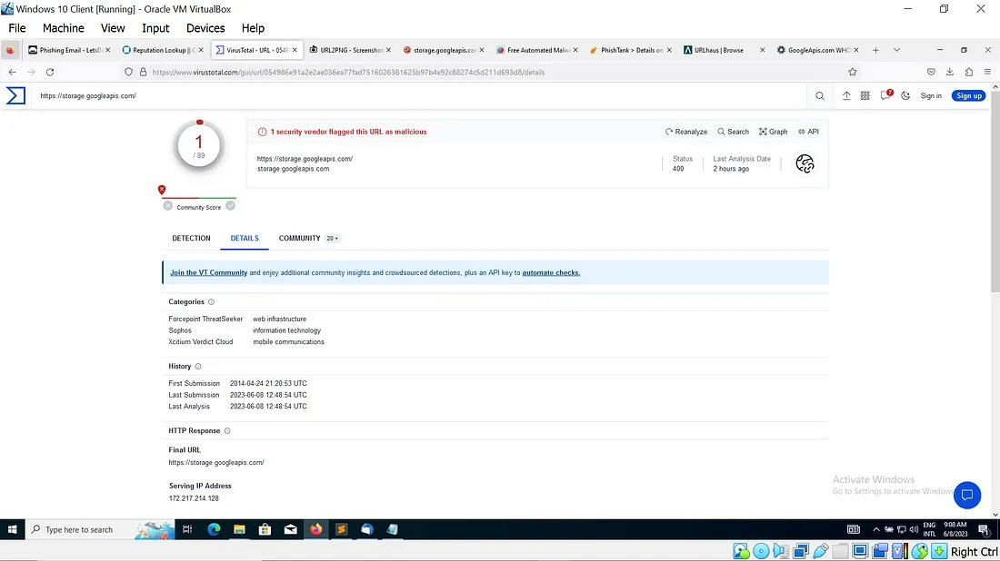 Windows 10 Client [Running] - Oracle VM VirtualBox
File Machine View Input Devices Help
Phishing Email - LetsDe VirusTotal - URL - 0549 URL2PNG - Screenshot storage.googleapis.com Free Automated Malw PhishTank > Details on URLhaus | Browse GoogleApis.com WHO
Reputation Lookup || C
https://www.virustotal.com/gui/url/054986e91a2e2ae036ea77fad7516026381625b97b4e92c88274c5d211d693d8/details
https://storage.googleapis.com/
7
Sign in
Sign up
1
/ 89
1 security vendor flagged this URL as malicious
Reanalyze Search Graph API
https://storage.googleapis.com/
storage.googleapis.com
Status
400
Last Analysis Date
2 hours ago
Community Score
DETECTION DETAILS COMMUNITY 20 +
Join the VT Community and enjoy additional community insights and crowdsourced detections, plus an API key to automate checks.
Categories
Forcepoint ThreatSeeker web infrastructure
Sophos information technology
Xcitium Verdict Cloud mobile communications
History
First Submission 2014-04-24 21:20:53 UTC
Last Submission 2023-06-08 12:48:54 UTC
Last Analysis 2023-06-08 12:48:54 UTC
HTTP Response
Final URL
https://storage.googleapis.com/
Serving IP Address
172.217.214.128
Activate Windows
Go to Settings to activate Windows
Type here to search
ENG
INTL
9:08 AM
6/8/2023
1
Right Ctrl